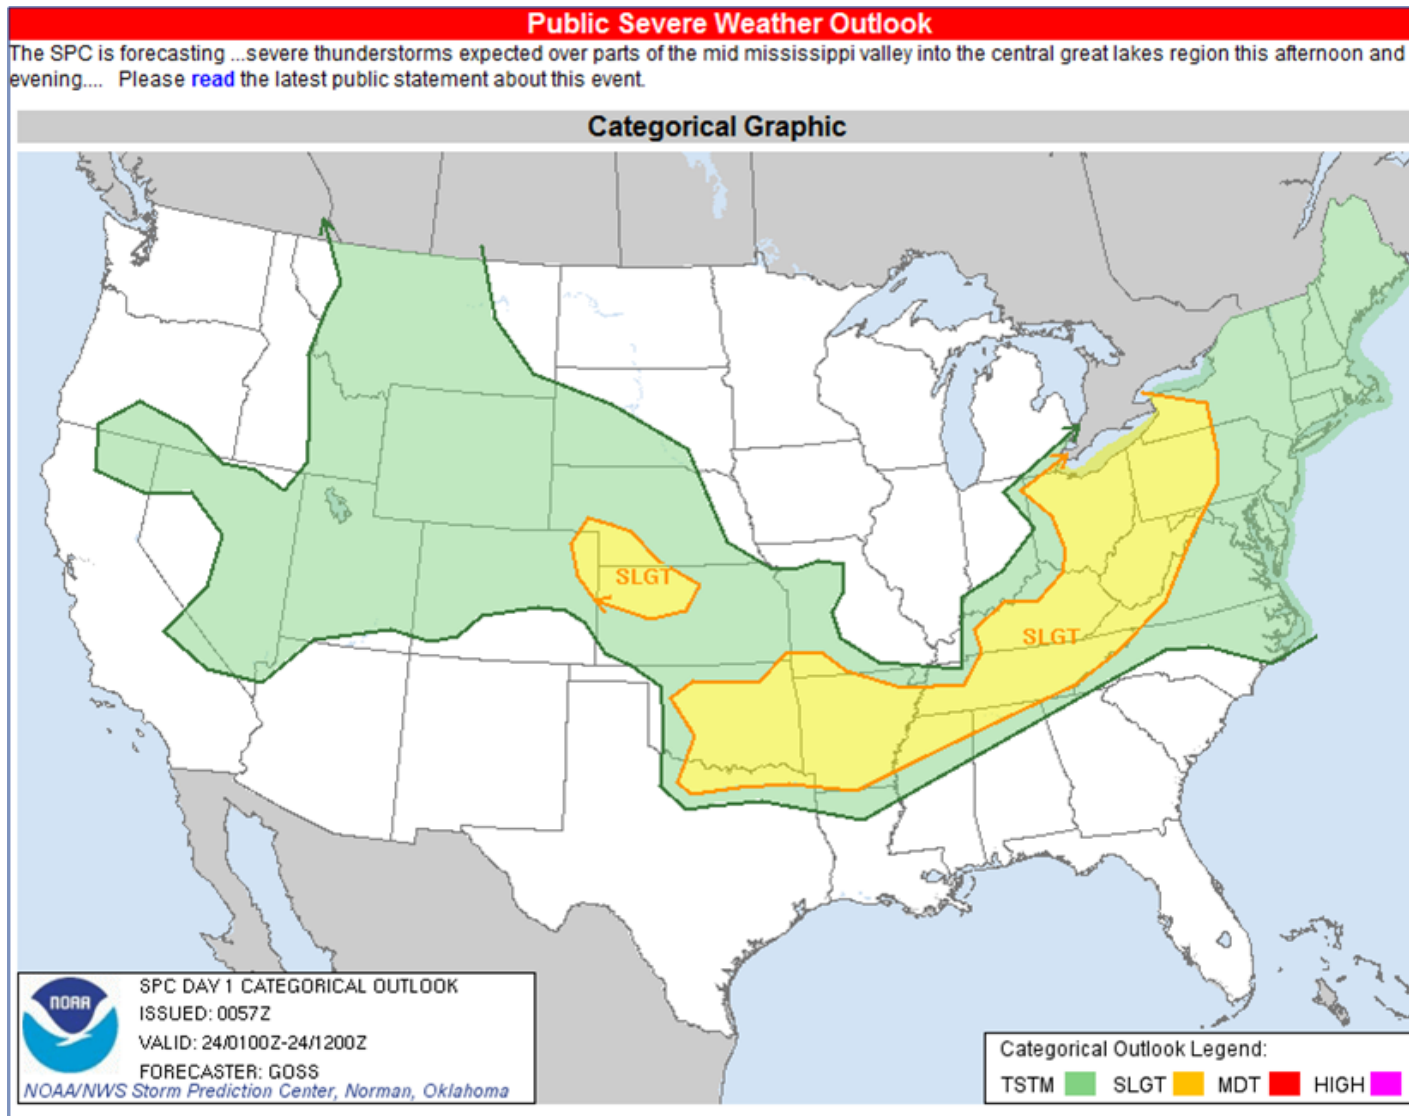 Public Severe Weather Outlook
The SPC is forecasting ...severe thunderstorms expected over parts of the mid mississippi valley into the central great lakes region this afternoon and
evening.... Please read the latest public statement about this event.
Categorical Graphic
SLGT
SLGT
NOAA
SPC DAY 1 CATEGORICAL OUTLOOK
ISSUED: 0057Z
VALID: 24/0100Z-24/1200Z
FORECASTER: GOSS
NOAA/NWS Storm Prediction Center, Norman, Oklahoma
Categorical Outlook Legend:
TSTM SLGT MDT HIGH